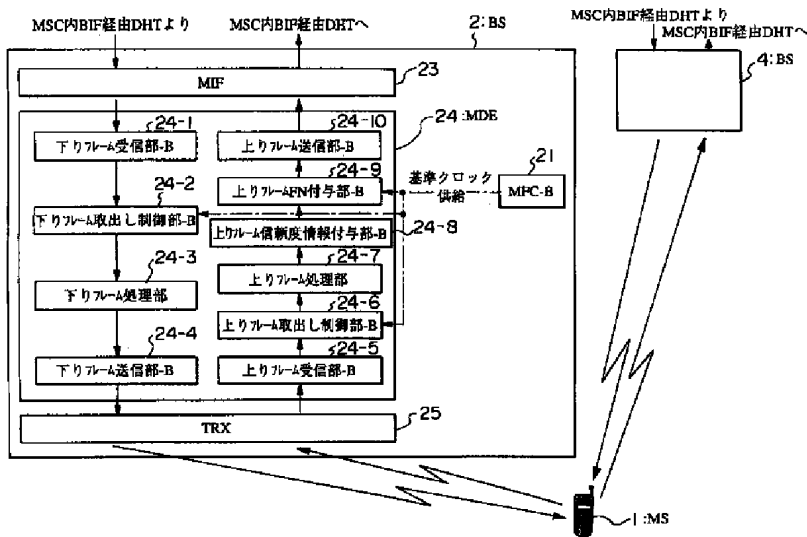 MSC内BIF経由DHTより
MSC内BIF経由DHTへ
2:BS
MIF
23
24:MDE
24-1
下りフレーム受信部-B
24-2
下りフレーム取出し制御部-B
24-3
下りフレーム処理部
24-4
下りフレーム送信部-B
24-10
上りフレーム送信部-B
24-9
上りフレームFN付与部-B
上りフレーム信頼度情報付与部-B
24-8
24-7
上りフレーム処理部
24-6
上りフレーム取出し制御部-B
24-5
上りフレーム受信部-B
基準クロック
供給
21
MFC-B
TRX
25
MSC内BIF経由DHTより
MSC内BIF経由DHTへ
4:BS
1:MS